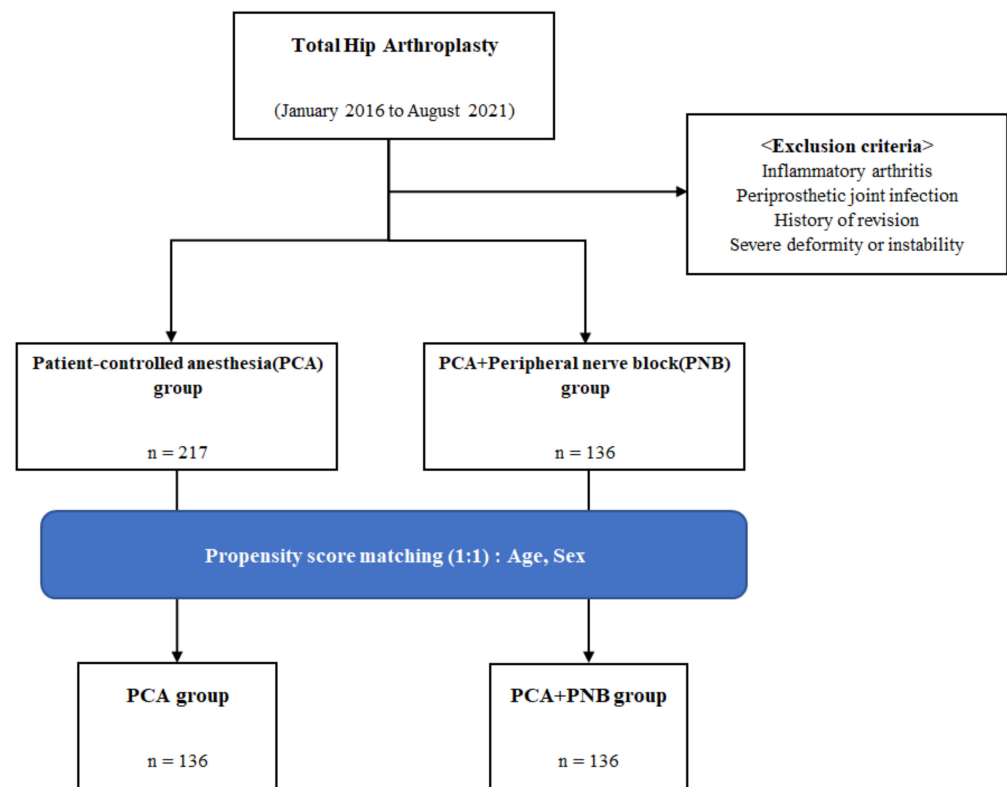 Total Hip Arthroplasty
(January 2016 to August 2021)
<Exclusion criteria>
Inflammatory arthritis
Periprosthetic joint infection
History of revision
Severe deformity or instability
Patient-controlled anesthesia(PCA)
group
n = 217
PCA+Peripheral nerve block(PNB)
group
n = 136
Propensity score matching (1:1) : Age, Sex
PCA group
n = 136
PCA+PNB group
n = 136